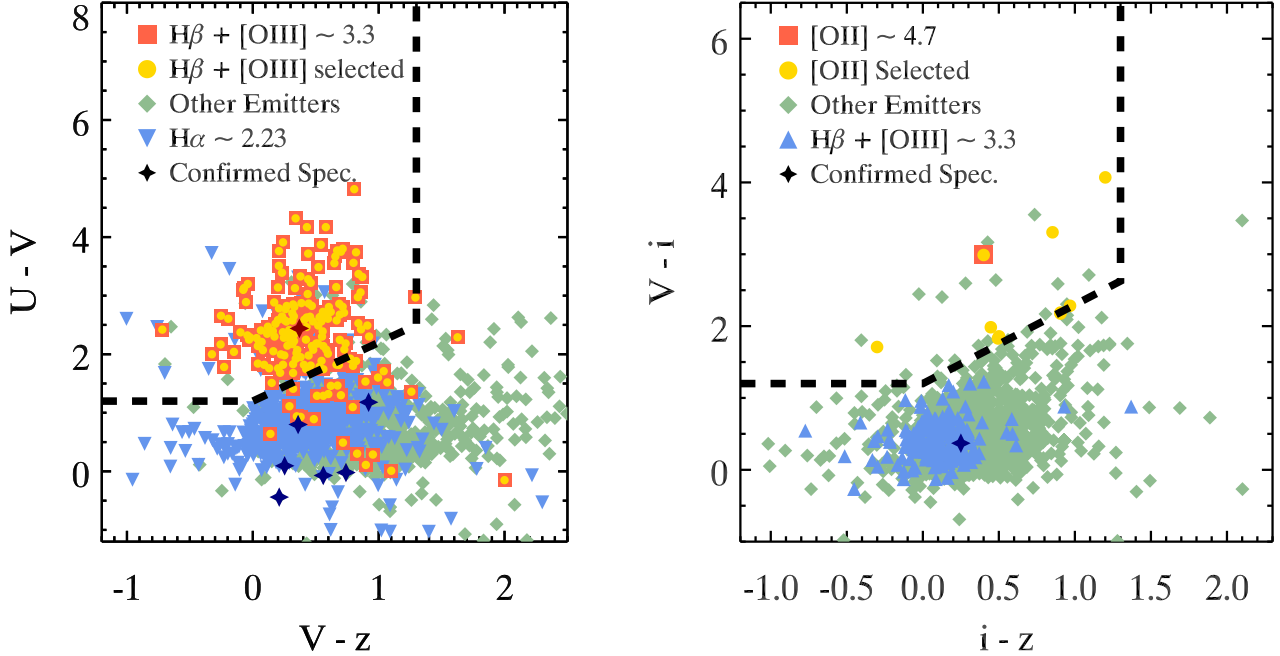 8
6
4
2
0
-1
0
1
2
U - V
V - z
Hβ + [OIII] ~ 3.3
Hβ + [OIII] selected
Other Emitters
Hα ~ 2.23
Confirmed Spec.
6
4
2
0
-1.0
-0.5
0.0
0.5
1.0
1.5
2.0
V - i
i - z
[OII] ~ 4.7
[OII] Selected
Other Emitters
Hβ + [OIII] ~ 3.3
Confirmed Spec.